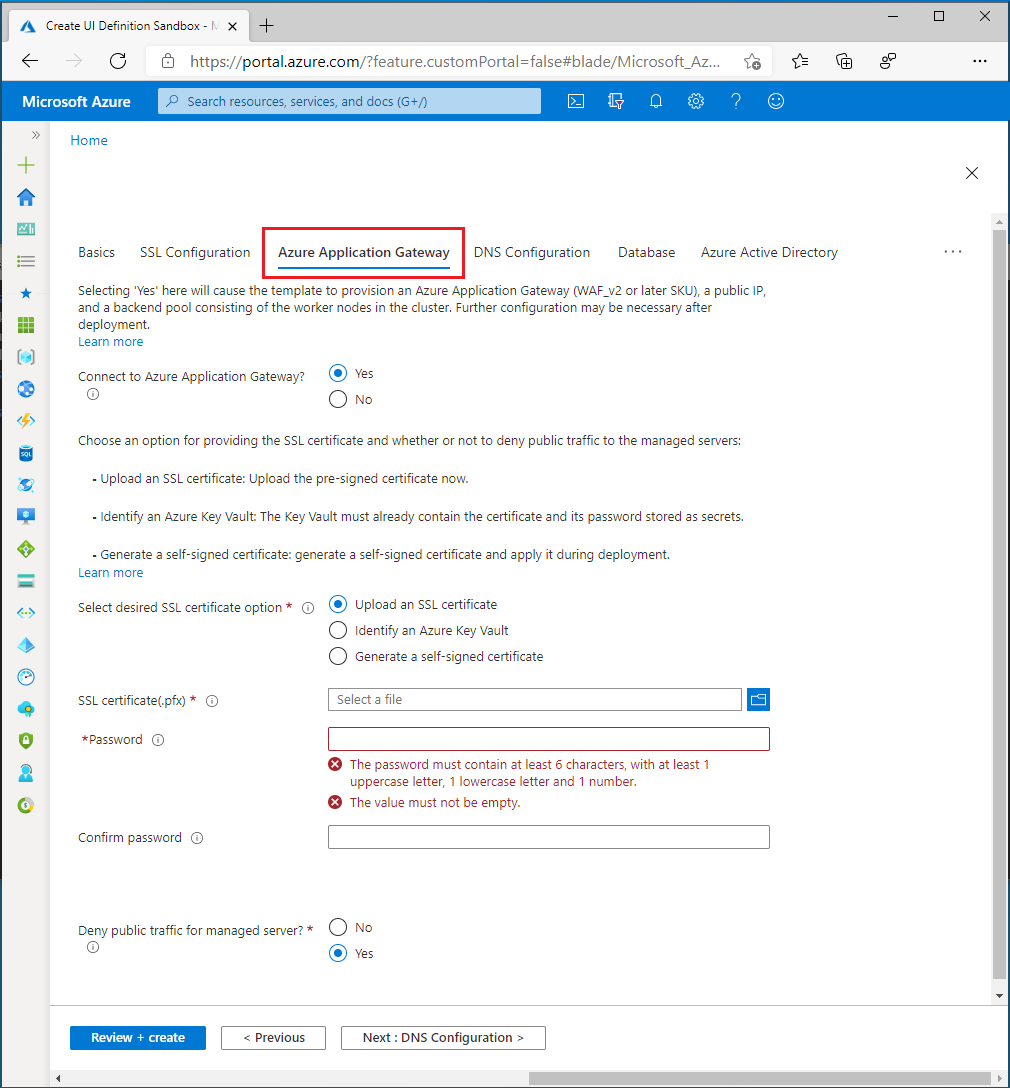 Create UI Definition Sandbox - M
https://portal.azure.com/?feature.customPortal=false#blade/Microsoft_Az...
Microsoft Azure
Search resources, services, and docs (G+/)
Home
Basics SSL Configuration Azure Application Gateway DNS Configuration Database Azure Active Directory ...
Selecting 'Yes' here will cause the template to provision an Azure Application Gateway (WAF_v2 or later SKU), a public IP,
and a backend pool consisting of the worker nodes in the cluster. Further configuration may be necessary after
deployment.
Learn more
Connect to Azure Application Gateway?
Yes
No
Choose an option for providing the SSL certificate and whether or not to deny public traffic to the managed servers:
- Upload an SSL certificate: Upload the pre-signed certificate now.
- Identify an Azure Key Vault: The Key Vault must already contain the certificate and its password stored as secrets.
- Generate a self-signed certificate: generate a self-signed certificate and apply it during deployment.
Learn more
Select desired SSL certificate option *
Upload an SSL certificate
Identify an Azure Key Vault
Generate a self-signed certificate
SSL certificate(.pfx) *
Select a file
*Password
The password must contain at least 6 characters, with at least 1
uppercase letter, 1 lowercase letter and 1 number.
The value must not be empty.
Confirm password
Deny public traffic for managed server? *
No
Yes
Review + create
< Previous
Next : DNS Configuration >